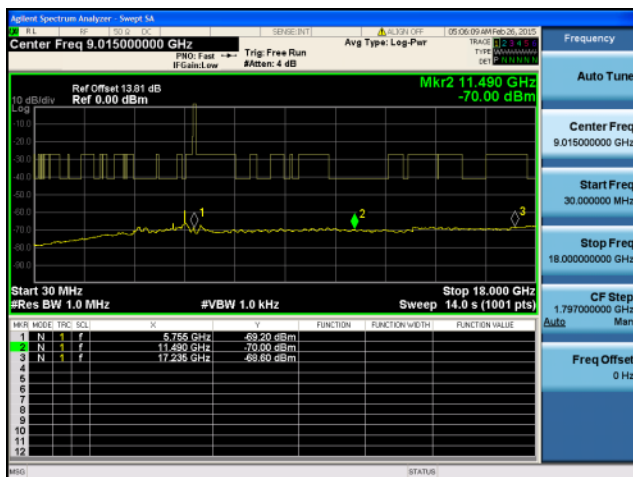 Agilent Spectrum Analyzer - Swept SA
RL RF 50 Ω DC SENSE:INT ALIGN OFF 05:06:09 AM Feb 26, 2015
Center Freq 9.015000000 GHz Avg Type: Log-Pwr TRACE 1 2 3 4 5 6
PNO: Fast Trig: Free Run TYPE
IFGain:Low #Atten: 4 dB DET P N N N N N
Frequency
Auto Tune
Mkr2 11.490 GHz
-70.00 dBm
Ref Offset 13.81 dB
10 dB/div Ref 0.00 dBm
Log
-10.0
-20.0
-30.0
-40.0
-50.0
-60.0
-70.0
-80.0
-90.0
1
2
3
Start 30 MHz Stop 18.000 GHz
#Res BW 1.0 MHz #VBW 1.0 kHz Sweep 14.0 s (1001 pts)
Center Freq
9.015000000 GHz
Start Freq
30.000000 MHz
Stop Freq
18.000000000 GHz
CF Step
1.797000000 GHz
Auto Man
Freq Offset
0 Hz
MKR MODE TRC SCL X Y FUNCTION FUNCTION WIDTH FUNCTION VALUE
1 N 1 f 5.755 GHz -69.20 dBm
2 N 1 f 11.490 GHz -70.00 dBm
3 N 1 f 17.235 GHz -68.60 dBm
4
5
6
7
8
9
10
11
12
MSG STATUS